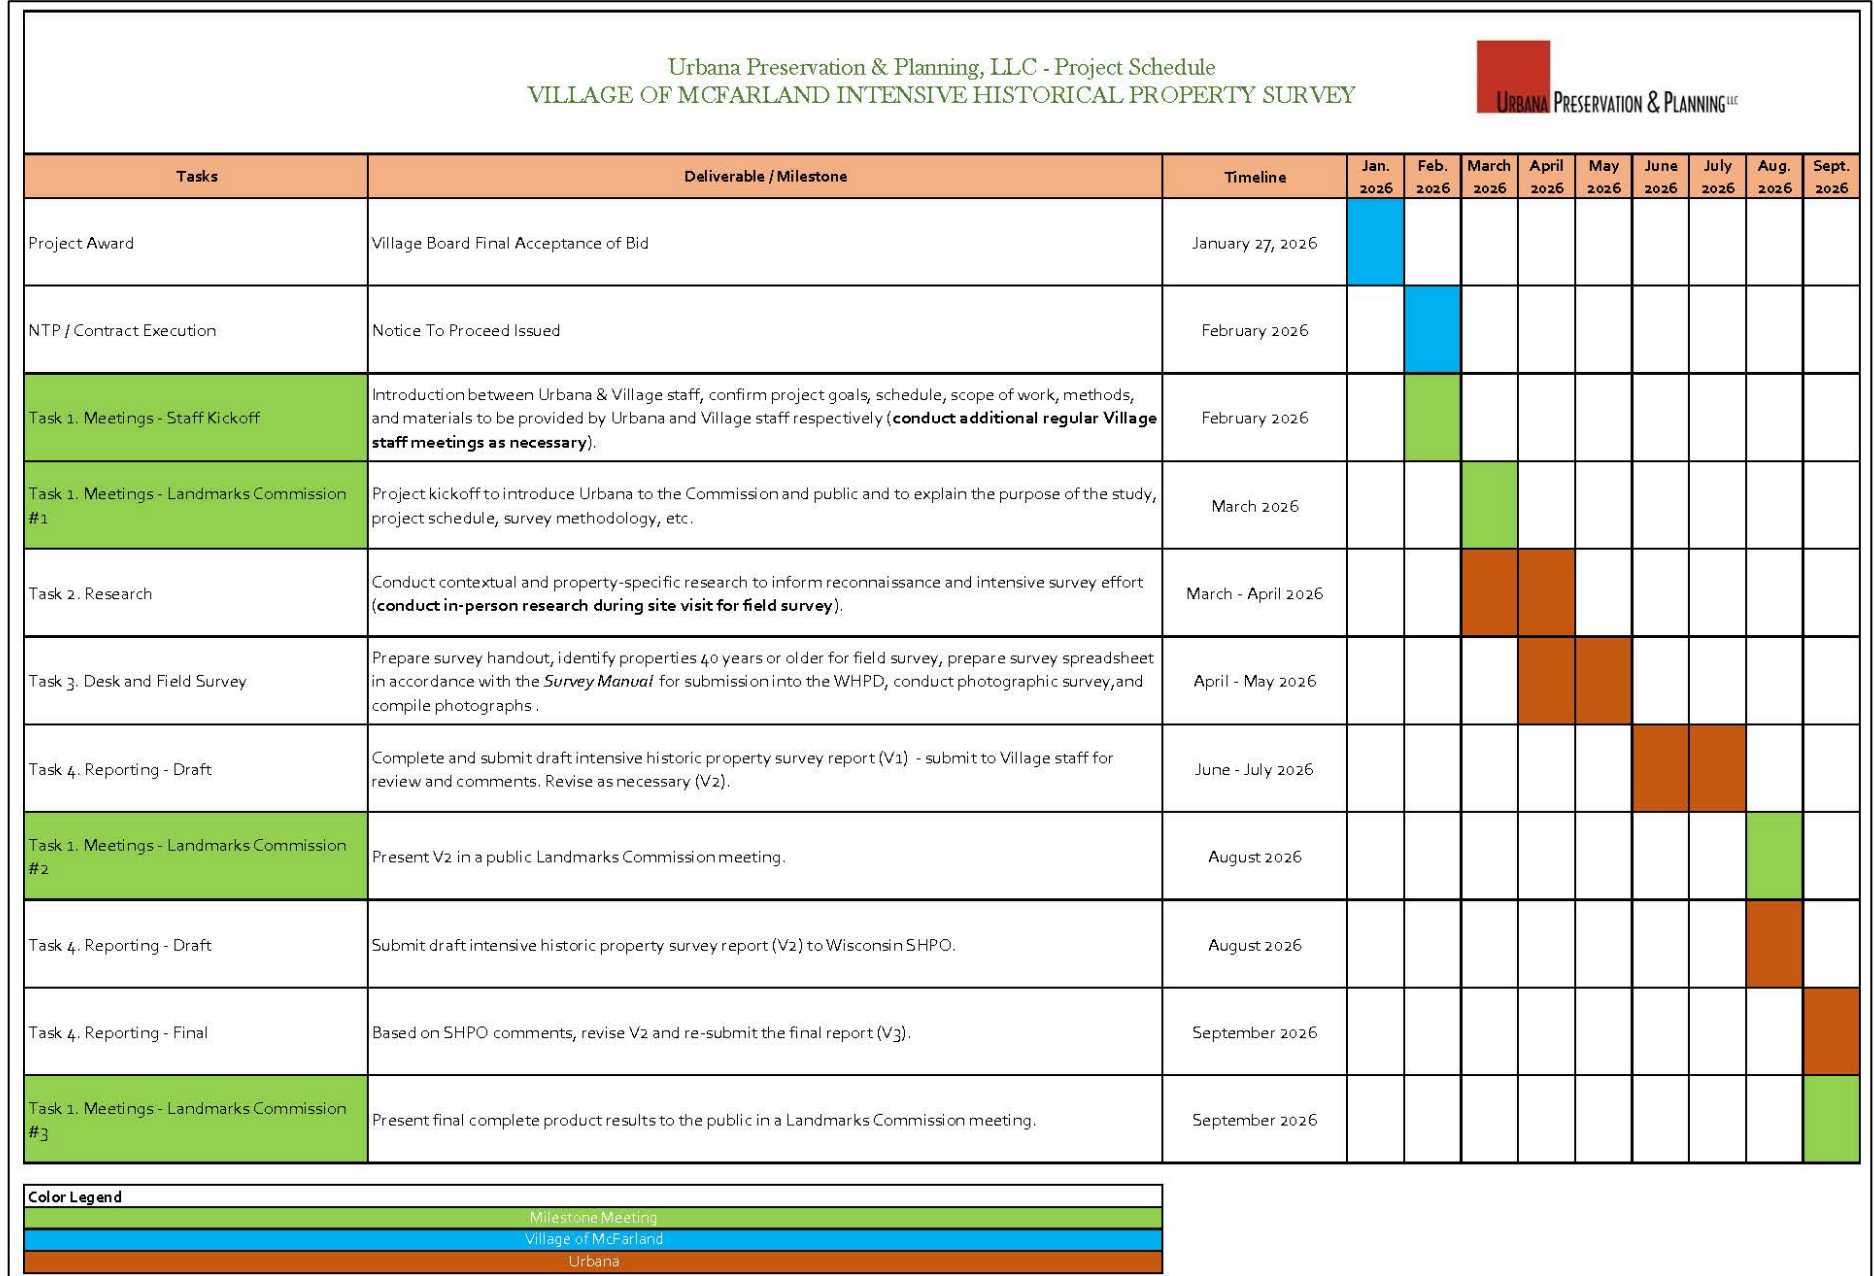 Urbana Preservation & Planning, LLC - Project Schedule
VILLAGE OF MCFARLAND INTENSIVE HISTORICAL PROPERTY SURVEY
URBANA PRESERVATION & PLANNING LLC
Tasks
Deliverable / Milestone
Timeline
Jan.
2026
Feb.
2026
March
2026
April
2026
May
2026
June
2026
July
2026
Aug.
2026
Sept.
2026
Project Award
Village Board Final Acceptance of Bid
January 27, 2026
NTP / Contract Execution
Notice To Proceed Issued
February 2026
Task 1. Meetings - Staff Kickoff
Introduction between Urbana & Village staff, confirm project goals, schedule, scope of work, methods,
and materials to be provided by Urbana and Village staff respectively (conduct additional regular Village
staff meetings as necessary).
February 2026
Task 1. Meetings - Landmarks Commission
#1
Project kickoff to introduce Urbana to the Commission and public and to explain the purpose of the study,
project schedule, survey methodology, etc.
March 2026
Task 2. Research
Conduct contextual and property-specific research to inform reconnaissance and intensive survey effort
(conduct in-person research during site visit for field survey).
March - April 2026
Task 3. Desk and Field Survey
Prepare survey handout, identify properties 40 years or older for field survey, prepare survey spreadsheet
in accordance with the Survey Manual for submission into the WHPD, conduct photographic survey,and
compile photographs .
April - May 2026
Task 4. Reporting - Draft
Complete and submit draft intensive historic property survey report (V1) - submit to Village staff for
review and comments. Revise as necessary (V2).
June - July 2026
Task 1. Meetings - Landmarks Commission
#2
Present V2 in a public Landmarks Commission meeting.
August 2026
Task 4. Reporting - Draft
Submit draft intensive historic property survey report (V2) to Wisconsin SHPO.
August 2026
Task 4. Reporting - Final
Based on SHPO comments, revise V2 and re-submit the final report (V3).
September 2026
Task 1. Meetings - Landmarks Commission
#3
Present final complete product results to the public in a Landmarks Commission meeting.
September 2026
Color Legend
Milestone Meeting
Village of McFarland
Urbana